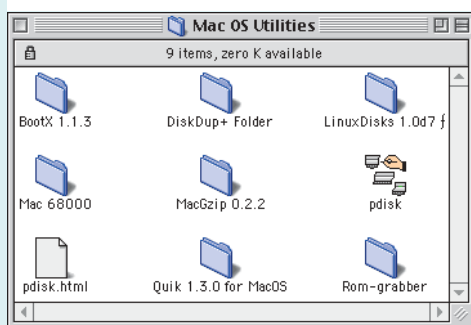 Mac OS Utilities
9 items, zero K available
BootX 1.1.3
DiskDup+ Folder
LinuxDisks 1.0d7 ƒ
Mac 68000
MacGzip 0.2.2
pdisk
pdisk.html
Quik 1.3.0 for MacOS
Rom-grabber